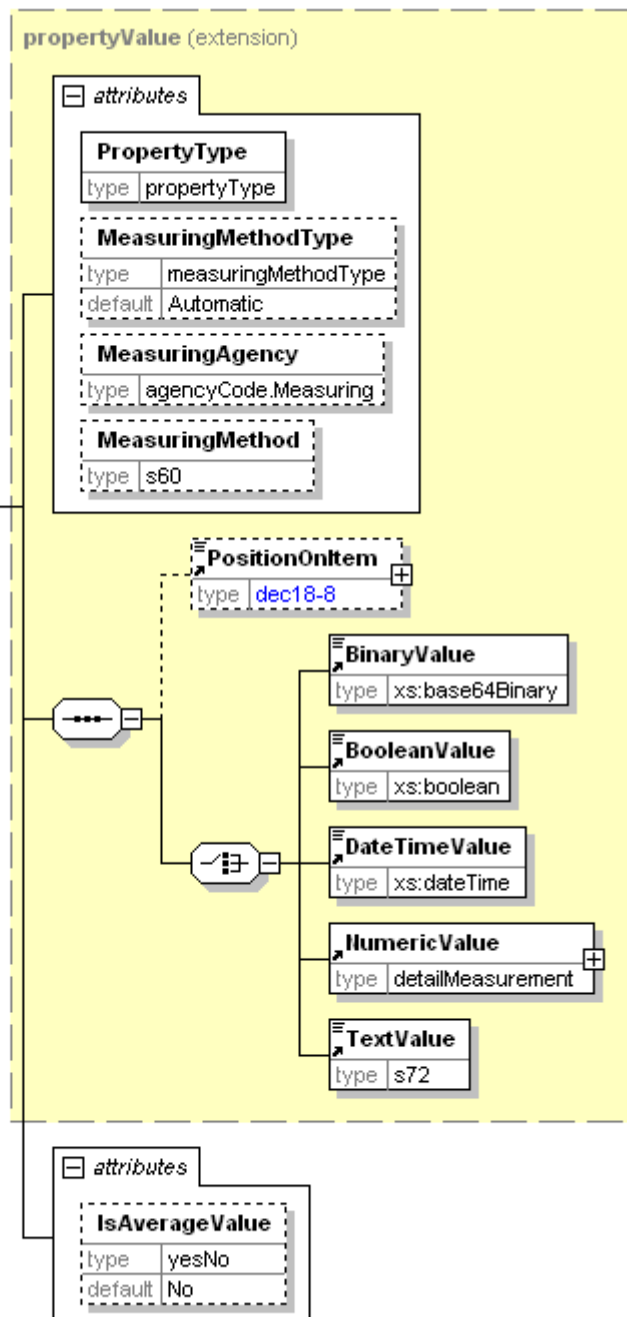 propertyValue (extension)
attributes
PropertyType
type propertyType
MeasuringMethodType
type measuringMethodType
default Automatic
MeasuringAgency
type agencyCode.Measuring
MeasuringMethod
type s60
PositionOnItem
type dec18-8
BinaryValue
type xs:base64Binary
BooleanValue
type xs:boolean
DateTimeValue
type xs:dateTime
NumericValue
type detailMeasurement
TextValue
type s72
attributes
IsAverageValue
type yesNo
default No